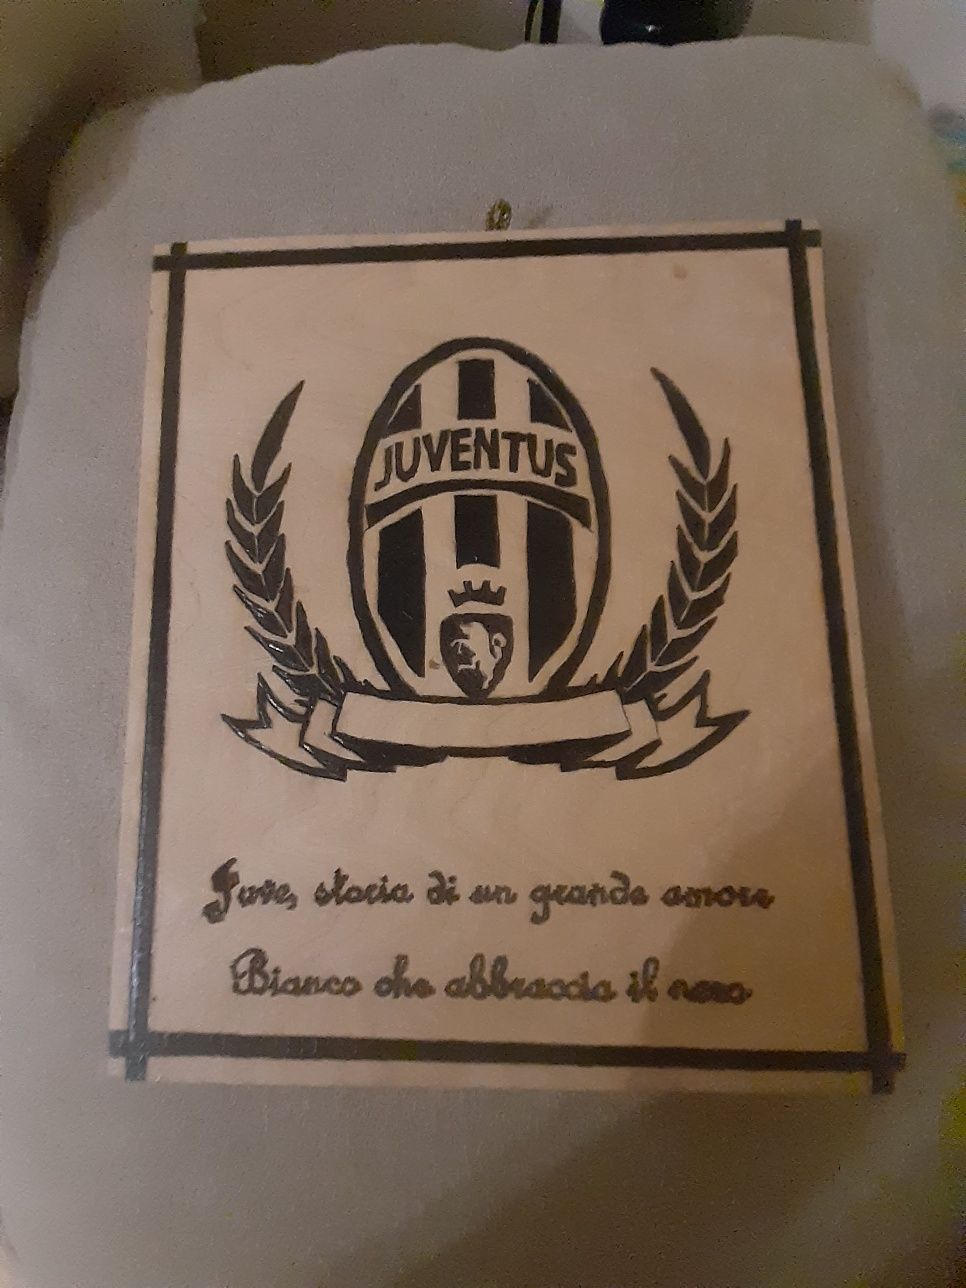 JUVENTUS
Juve, storia di un grande amore
Bianco che abbraccia il nero